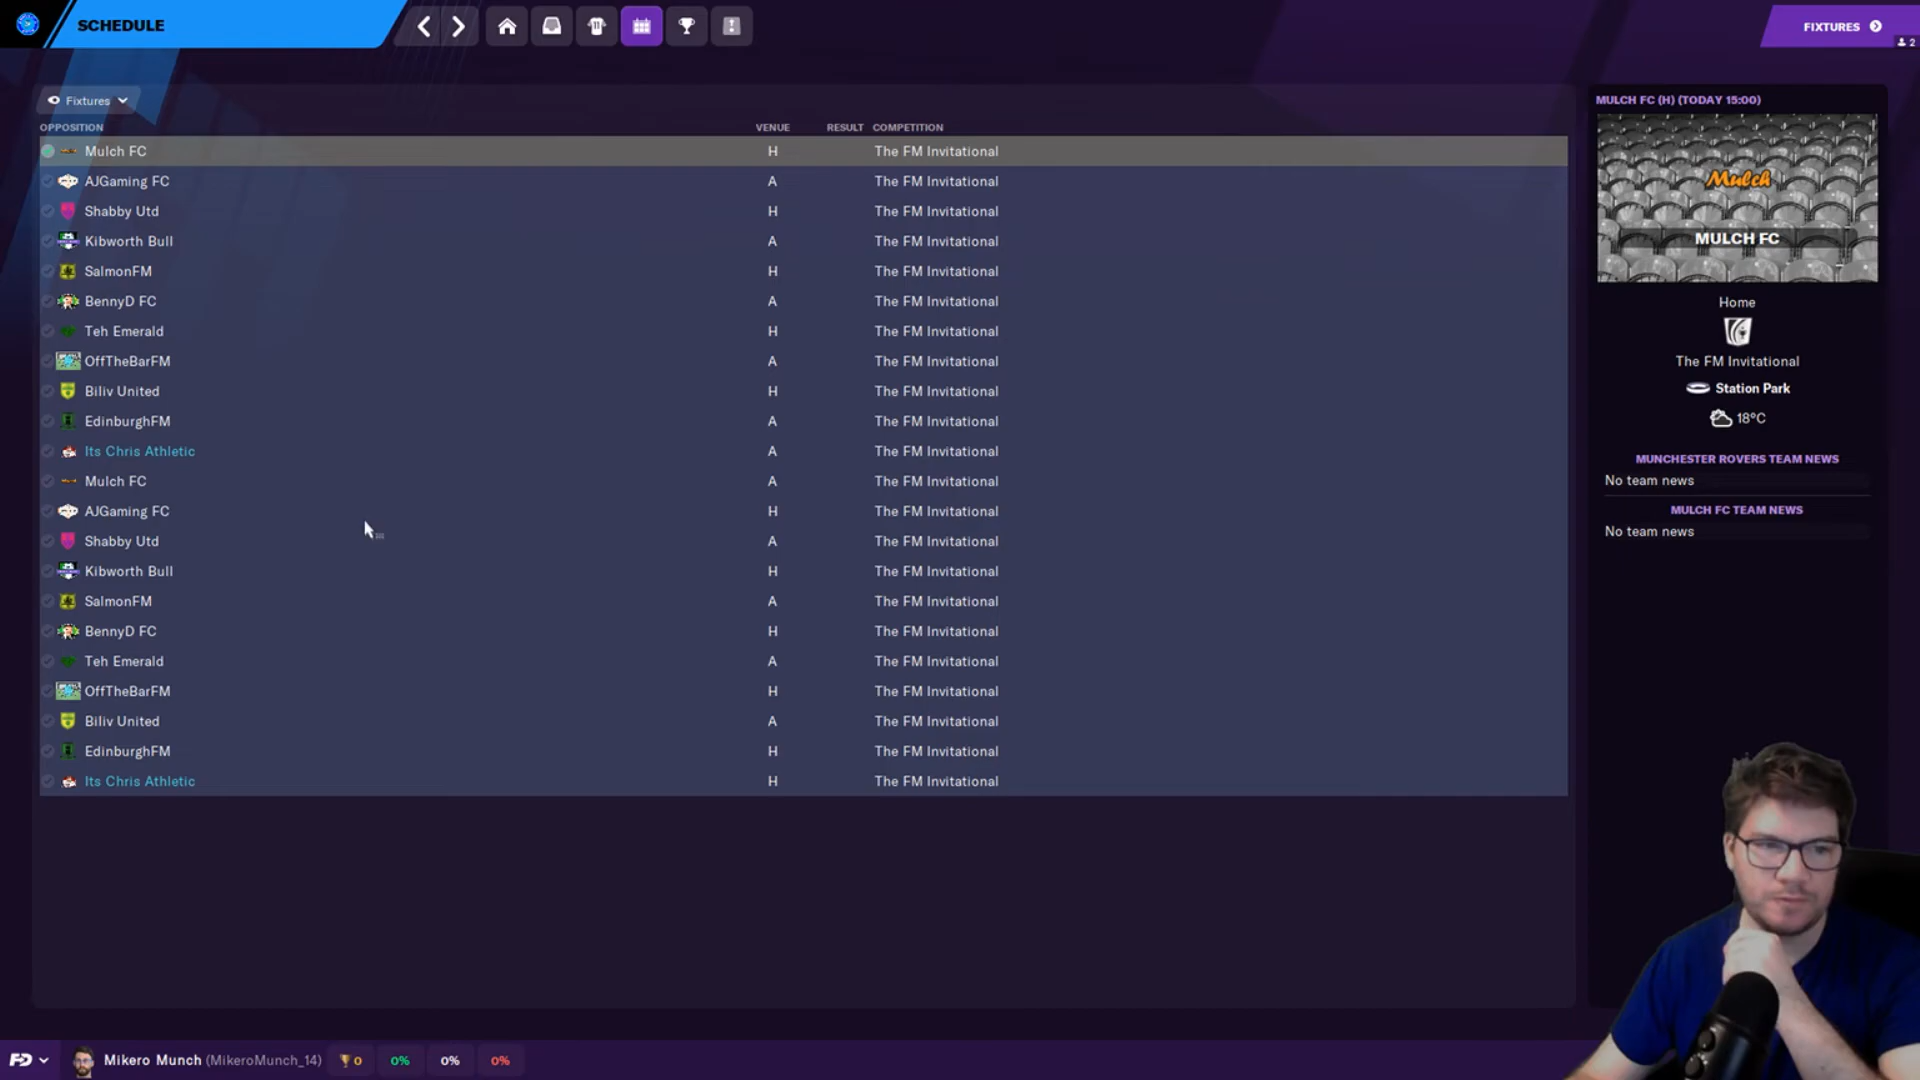 SCHEDULE
FIXTURES
2
Fixtures
OPPOSITION VENUE RESULT COMPETITION
Mulch FC H The FM Invitational
AJGaming FC A The FM Invitational
Shabby Utd H The FM Invitational
Kibworth Bull A The FM Invitational
SalmonFM H The FM Invitational
BennyD FC A The FM Invitational
Teh Emerald H The FM Invitational
OffTheBarFM A The FM Invitational
Biliv United H The FM Invitational
EdinburghFM A The FM Invitational
Its Chris Athletic A The FM Invitational
Mulch FC A The FM Invitational
AJGaming FC H The FM Invitational
Shabby Utd A The FM Invitational
Kibworth Bull H The FM Invitational
SalmonFM A The FM Invitational
BennyD FC H The FM Invitational
Teh Emerald A The FM Invitational
OffTheBarFM H The FM Invitational
Biliv United A The FM Invitational
EdinburghFM H The FM Invitational
Its Chris Athletic H The FM Invitational
MULCH FC (H) (TODAY 15:00)
Mulch
MULCH FC
Home
The FM Invitational
Station Park
18°C
MUNCHESTER ROVERS TEAM NEWS
No team news
MULCH FC TEAM NEWS
No team news
FD Mikero Munch (MikeroMunch_14) 0 0% 0% 0%